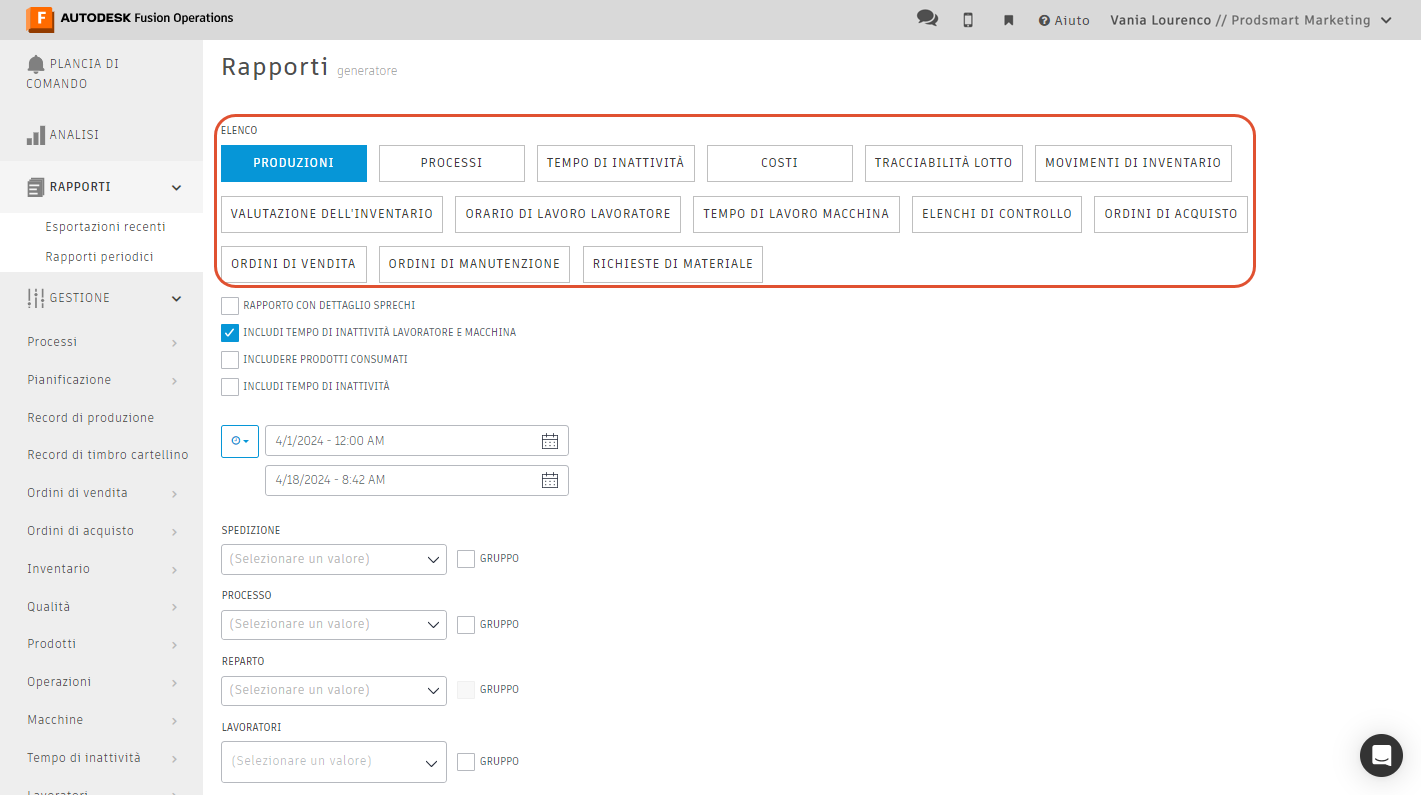 AUTODESK Fusion Operations
Aiuto
Vania Lourenco // Prodsmart Marketing
PLANCIA DI
COMANDO
ANALISI
RAPPORTI
Esportazioni recenti
Rapporti periodici
GESTIONE
Processi
Pianificazione
Record di produzione
Record di timbro cartellino
Ordini di vendita
Ordini di acquisto
Inventario
Qualità
Prodotti
Operazioni
Macchine
Tempo di inattività
Lavoratori
Rapporti generatore
ELENCO
PRODUZIONI
PROCESSI
TEMPO DI INATTIVITÀ
COSTI
TRACCIABILITÀ LOTTO
MOVIMENTI DI INVENTARIO
VALUTAZIONE DELL'INVENTARIO
ORARIO DI LAVORO LAVORATORE
TEMPO DI LAVORO MACCHINA
ELENCHI DI CONTROLLO
ORDINI DI ACQUISTO
ORDINI DI VENDITA
ORDINI DI MANUTENZIONE
RICHIESTE DI MATERIALE
RAPPORTO CON DETTAGLIO SPRECHI
INCLUDI TEMPO DI INATTIVITÀ LAVORATORE E MACCHINA
INCLUDERE PRODOTTI CONSUMATI
INCLUDI TEMPO DI INATTIVITÀ
4/1/2024 - 12:00 AM
4/18/2024 - 8:42 AM
SPEDIZIONE
(Selezionare un valore)
GRUPPO
PROCESSO
(Selezionare un valore)
GRUPPO
REPARTO
(Selezionare un valore)
GRUPPO
LAVORATORI
(Selezionare un valore)
GRUPPO